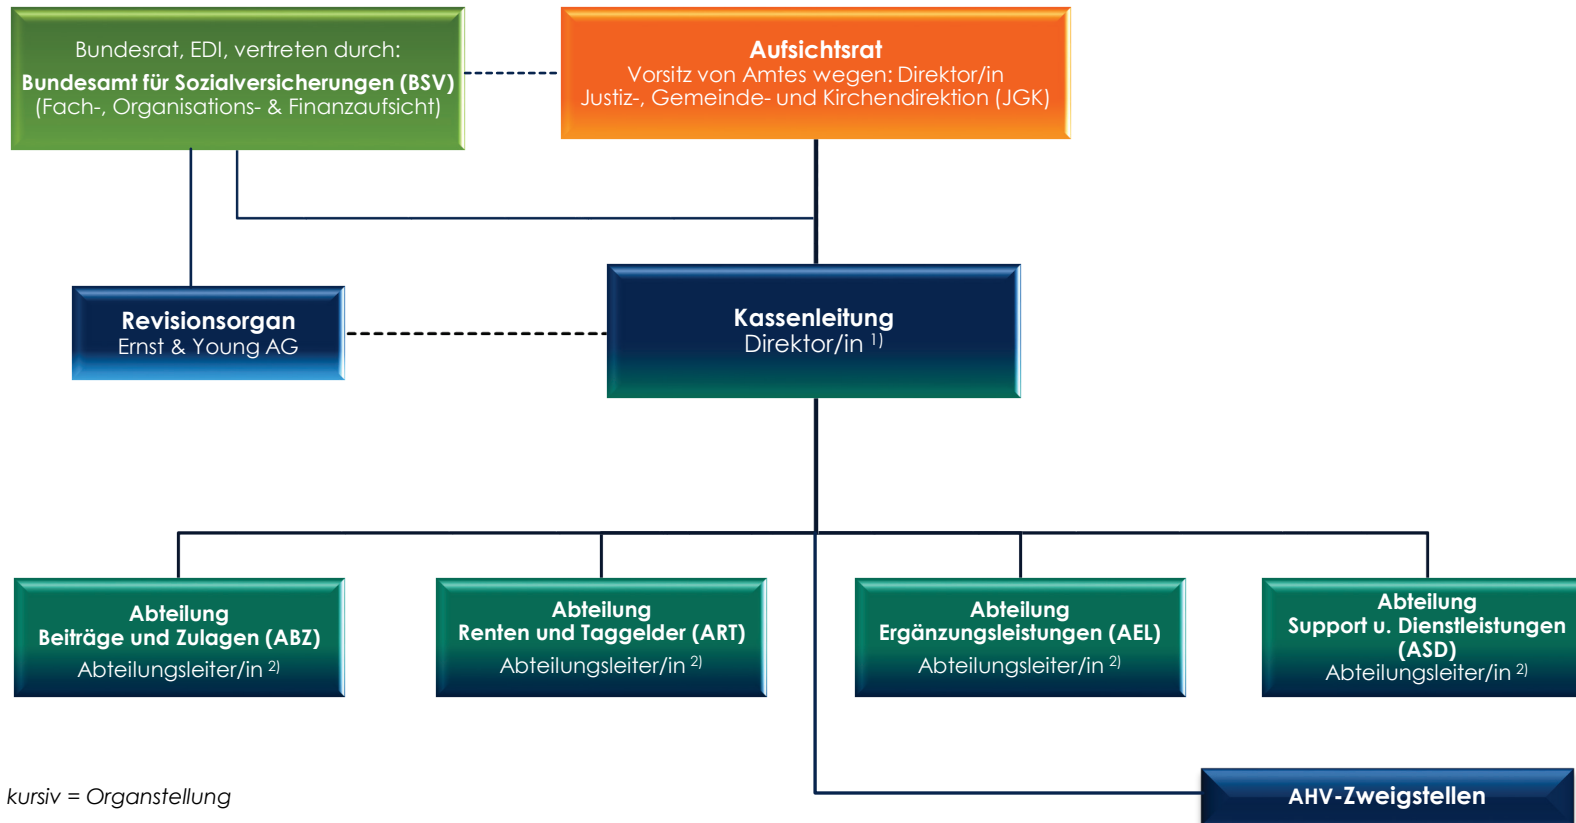 Bundesrat, EDI, vertreten durch:
Bundesamt für Sozialversicherungen (BSV)
(Fach-, Organisations- & Finanzaufsicht)
Aufsichtsrat
Vorsitz von Amtes wegen: Direktor/in
Justiz-, Gemeinde- und Kirchendirektion (JGK)
Revisionsorgan
Ernst & Young AG
Kassenleitung
Direktor/in 1)
Abteilung
Beiträge und Zulagen (ABZ)
Abteilungsleiter/in 2)
Abteilung
Renten und Taggelder (ART)
Abteilungsleiter/in 2)
Abteilung
Ergänzungsleistungen (AEL)
Abteilungsleiter/in 2)
Abteilung
Support u. Dienstleistungen
(ASD)
Abteilungsleiter/in 2)
kursiv = Organstellung
AHV-Zweigstellen